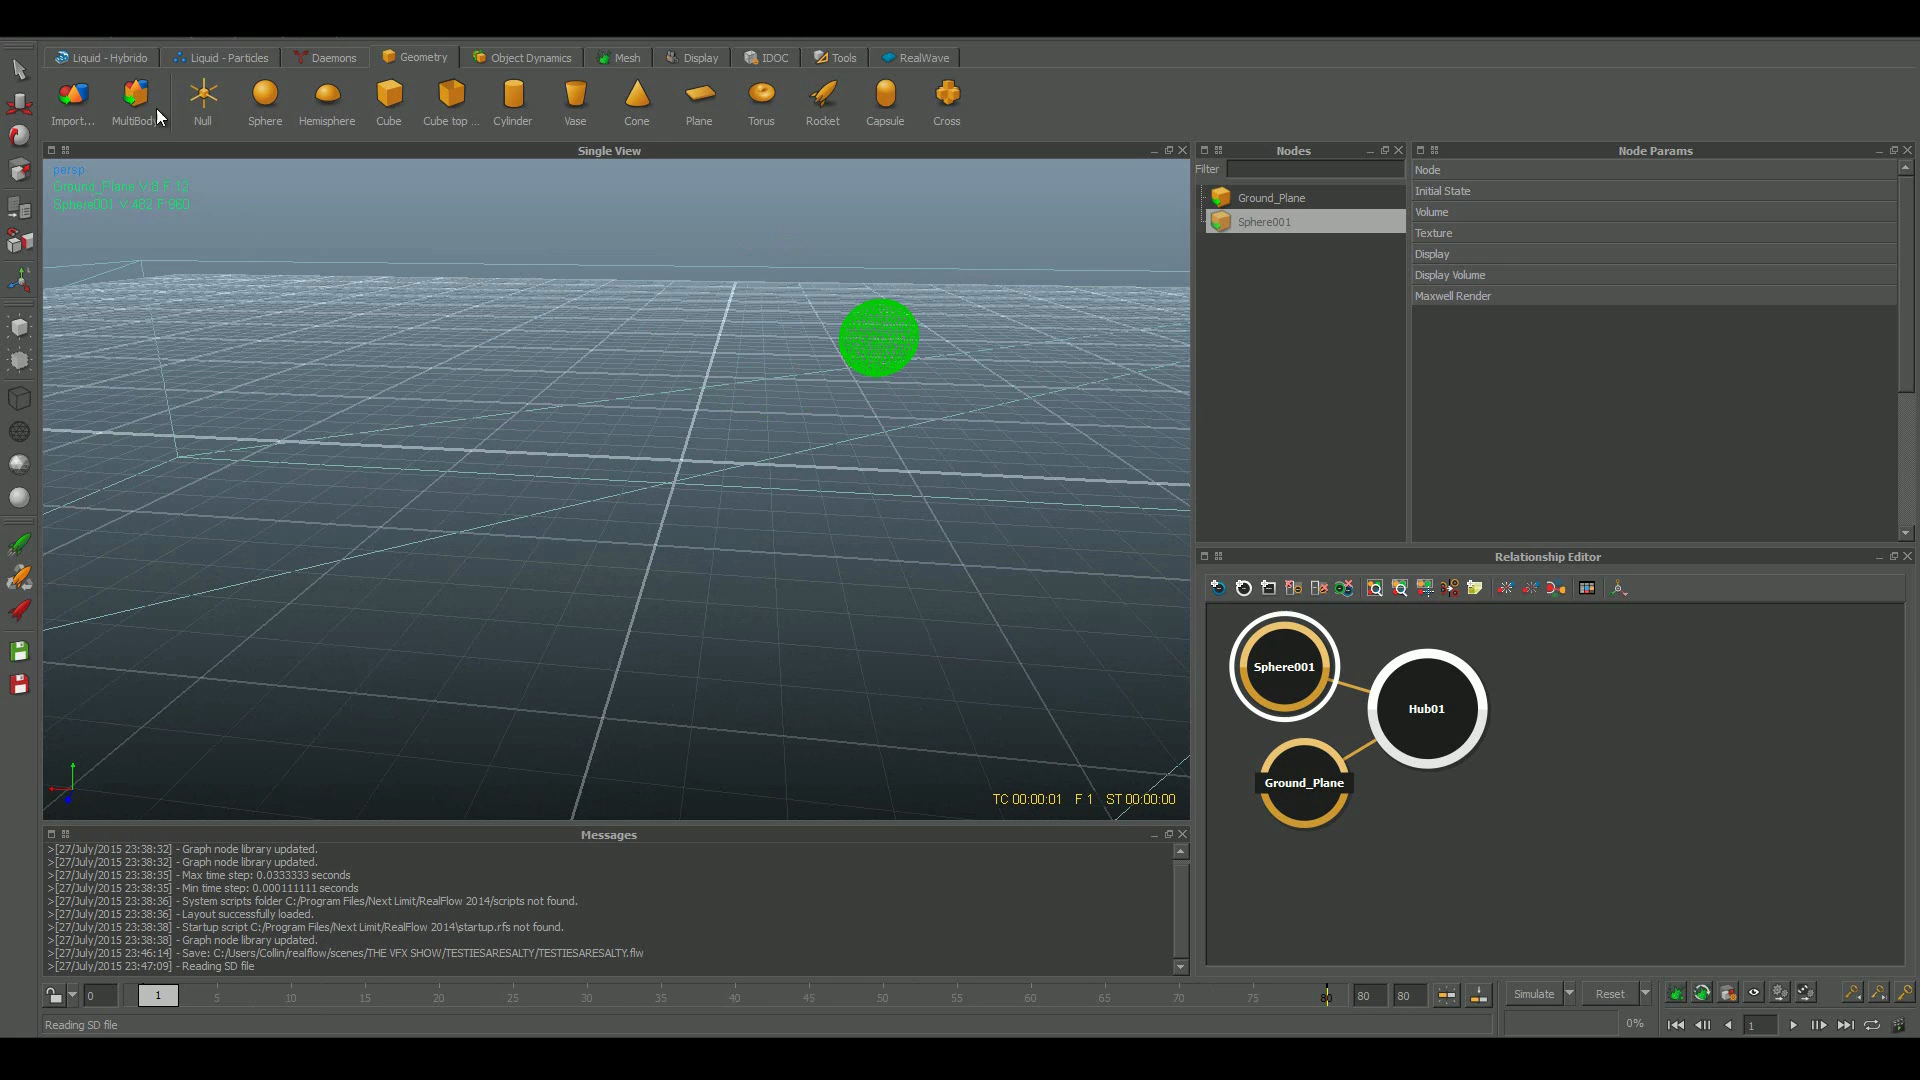 Liquid - Hybrido
Liquid - Particles
Daemons
Geometry
Object Dynamics
Mesh
Display
IDOC
Tools
RealWave
Import...
MultiBody
Null
Sphere
Hemisphere
Cube
Cube top ...
Cylinder
Vase
Cone
Plane
Torus
Rocket
Capsule
Cross
Single View
persp
Ground_Plane V:8 F:12
Sphere001 V:482 F:960
TC 00:00:01 F 1 ST 00:00:00
Nodes
Filter
Ground_Plane
Sphere001
Node Params
Node
Initial State
Volume
Texture
Display
Display Volume
Maxwell Render
Relationship Editor
Sphere001
Hub01
Ground_Plane
Messages
>[27/July/2015 23:38:32] - Graph node library updated.
>[27/July/2015 23:38:32] - Graph node library updated.
>[27/July/2015 23:38:35] - Max time step: 0.0333333 seconds
>[27/July/2015 23:38:35] - Min time step: 0.000111111 seconds
>[27/July/2015 23:38:36] - System scripts folder C:/Program Files/Next Limit/RealFlow 2014/scripts not found.
>[27/July/2015 23:38:36] - Layout successfully loaded.
>[27/July/2015 23:38:38] - Startup script C:/Program Files/Next Limit/RealFlow 2014\startup.rfs not found.
>[27/July/2015 23:38:38] - Graph node library updated.
>[27/July/2015 23:46:14] - Save: C:/Users/Collin/realflow/scenes/THE VFX SHOW/TESTIESARESALTY/TESTIESARESALTY.flw
>[27/July/2015 23:47:09] - Reading SD file
0 1 5 10 15 20 25 30 35 40 45 50 55 60 65 70 75 80 80 80
Simulate
Reset
Reading SD file
0%
1